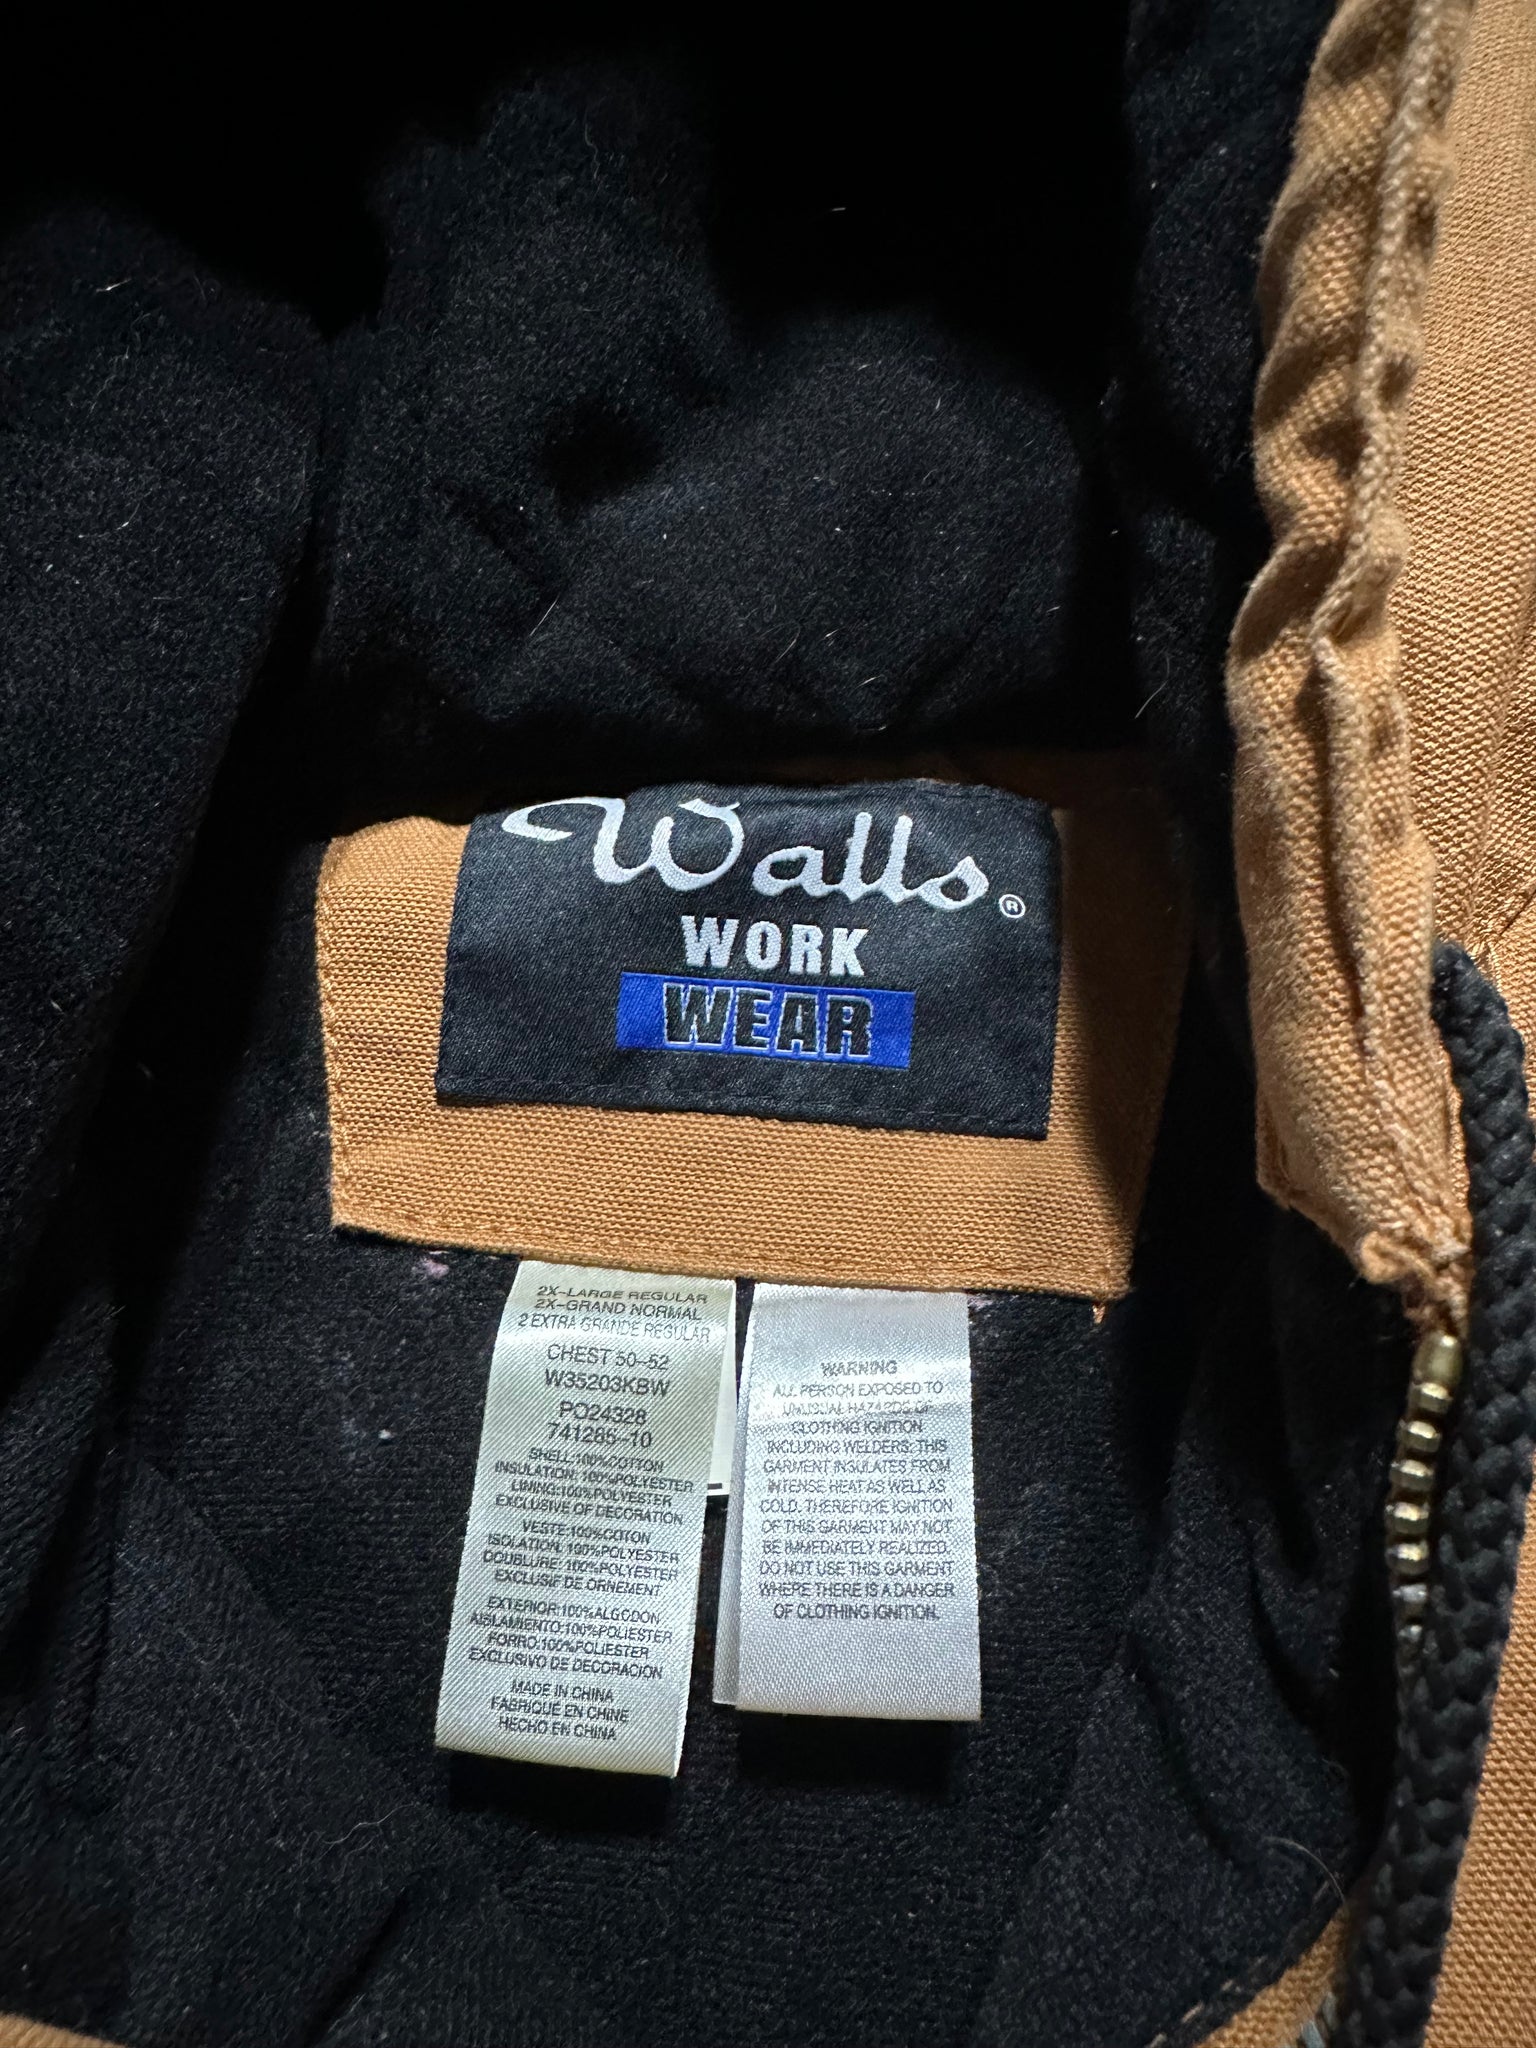 Walls®
WORK
WEAR
2X-LARGE REGULAR
2X-GRAND NORMAL
2 EXTRA GRANDE REGULAR
CHEST 50-52
W35203KBW
PO24328
741285-10
SHELL:100%COTTON
INSULATION:100%POLYESTER
LINING:100%POLYESTER
EXCLUSIVE OF DECORATION
VESTE:100%COTON
ISOLATION:100%POLYESTER
DOUBLURE:100%POLYESTER
EXCLUSIF DE ORNEMENT
EXTERIOR:100%ALGODON
AISLAMIENTO:100%POLIESTER
FORRO:100%POLIESTER
EXCLUSIVO DE DECORACION
MADE IN CHINA
FABRIQUE EN CHINE
HECHO EN CHINA
WARNING
ALL PERSON EXPOSED TO
UNUSUAL HAZARDS OF
CLOTHING IGNITION
INCLUDING WELDERS: THIS
GARMENT INSULATES FROM
INTENSE HEAT AS WELL AS
COLD. THEREFORE IGNITION
OF THIS GARMENT MAY NOT
BE IMMEDIATELY REALIZED.
DO NOT USE THIS GARMENT
WHERE THERE IS A DANGER
OF CLOTHING IGNITION.